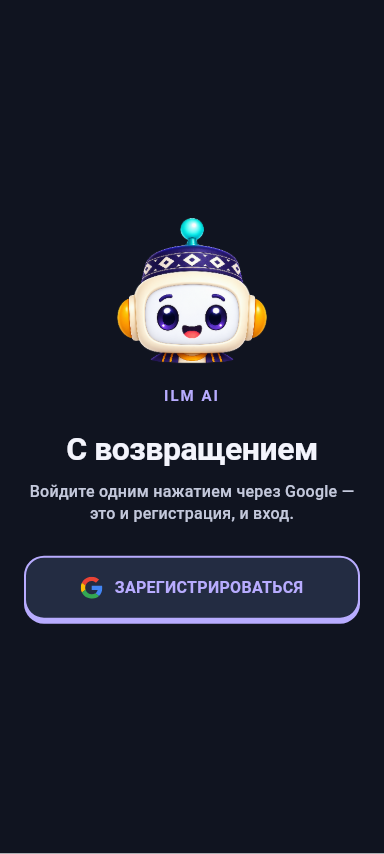 ILM AI
С возвращением
Войдите одним нажатием через Google —
это и регистрация, и вход.
ЗАРЕГИСТРИРОВАТЬСЯ